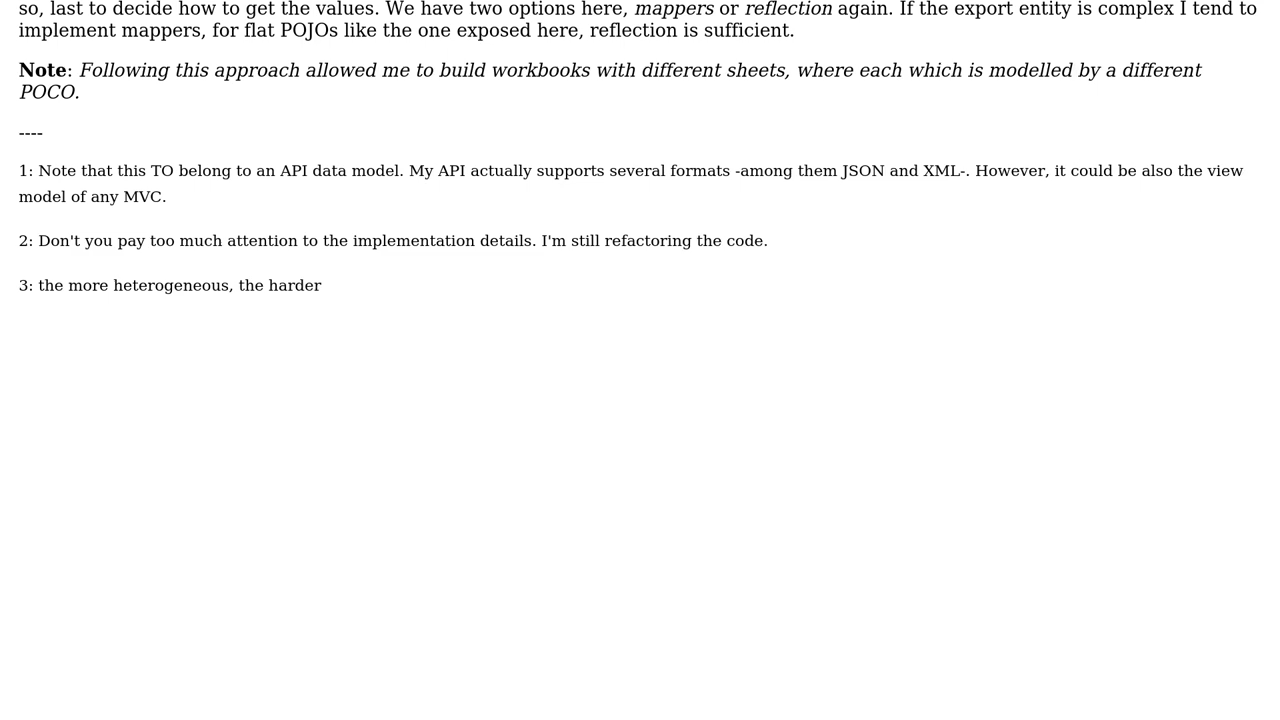 so, last to decide how to get the values. We have two options here, mappers or reflection again. If the export entity is complex I tend to
implement mappers, for flat POJOs like the one exposed here, reflection is sufficient.
Note: Following this approach allowed me to build workbooks with different sheets, where each which is modelled by a different
POCO.
----
1: Note that this TO belong to an API data model. My API actually supports several formats -among them JSON and XML-. However, it could be also the view
model of any MVC.
2: Don't you pay too much attention to the implementation details. I'm still refactoring the code.
3: the more heterogeneous, the harder